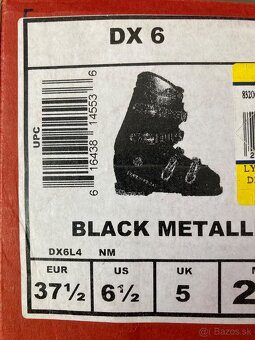 DX 6
UPC
6 16438 14553 6
BLACK METALL
DX6L4 NM
EUR US UK
37½ 6½ 5 2
Bazos.sk